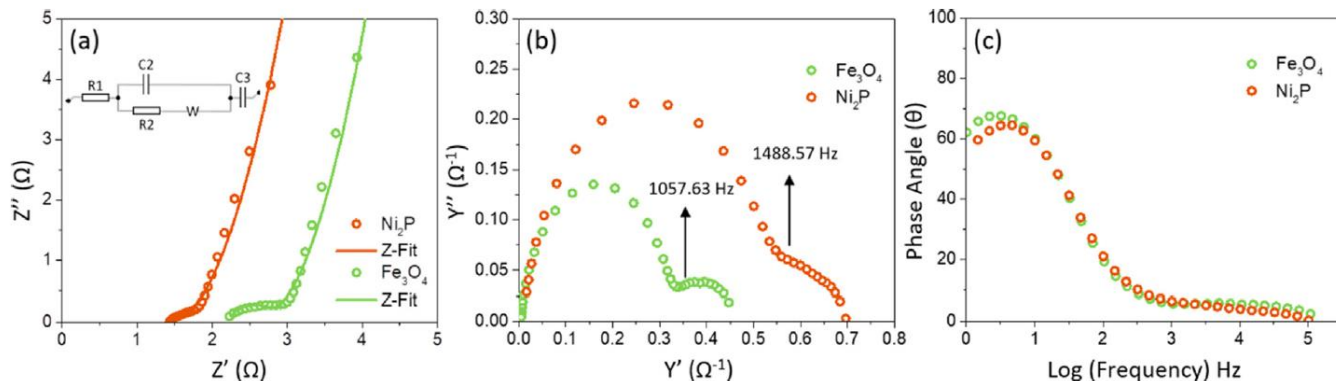 (a)
5
4
3
2
1
0
Z'' (Ω)
C2
C3
R1
R2
W
Ni₂P
Z-Fit
Fe₃O₄
Z-Fit
0 1 2 3 4 5
Z' (Ω)
(b)
0.30
0.25
0.20
0.15
0.10
0.05
0.00
Y'' (Ω⁻¹)
Fe₃O₄
Ni₂P
1488.57 Hz
1057.63 Hz
0.0 0.1 0.2 0.3 0.4 0.5 0.6 0.7 0.8
Y' (Ω⁻¹)
(c)
100
80
60
40
20
0
Phase Angle (θ)
Fe₃O₄
Ni₂P
0 1 2 3 4 5
Log (Frequency) Hz